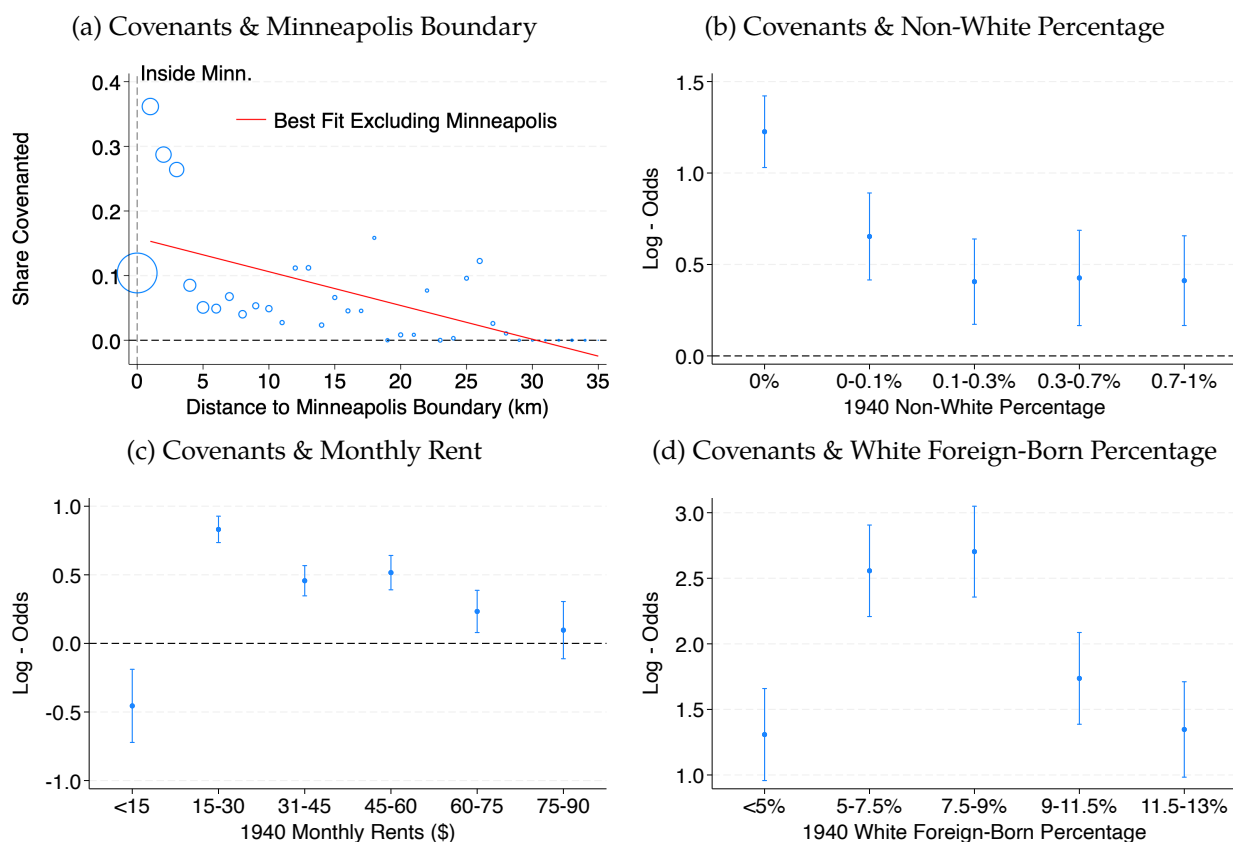 (a) Covenants & Minneapolis Boundary
Inside Minn.
Best Fit Excluding Minneapolis
Share Covenanted
0.4
0.3
0.2
0.1
0.0
0 5 10 15 20 25 30 35
Distance to Minneapolis Boundary (km)
(b) Covenants & Non-White Percentage
Log - Odds
1.5
1.0
0.5
0.0
0% 0-0.1% 0.1-0.3% 0.3-0.7% 0.7-1%
1940 Non-White Percentage
(c) Covenants & Monthly Rent
Log - Odds
1.0
0.5
0.0
-0.5
-1.0
<15 15-30 31-45 45-60 60-75 75-90
1940 Monthly Rents ($)
(d) Covenants & White Foreign-Born Percentage
Log - Odds
3.0
2.5
2.0
1.5
1.0
<5% 5-7.5% 7.5-9% 9-11.5% 11.5-13%
1940 White Foreign-Born Percentage